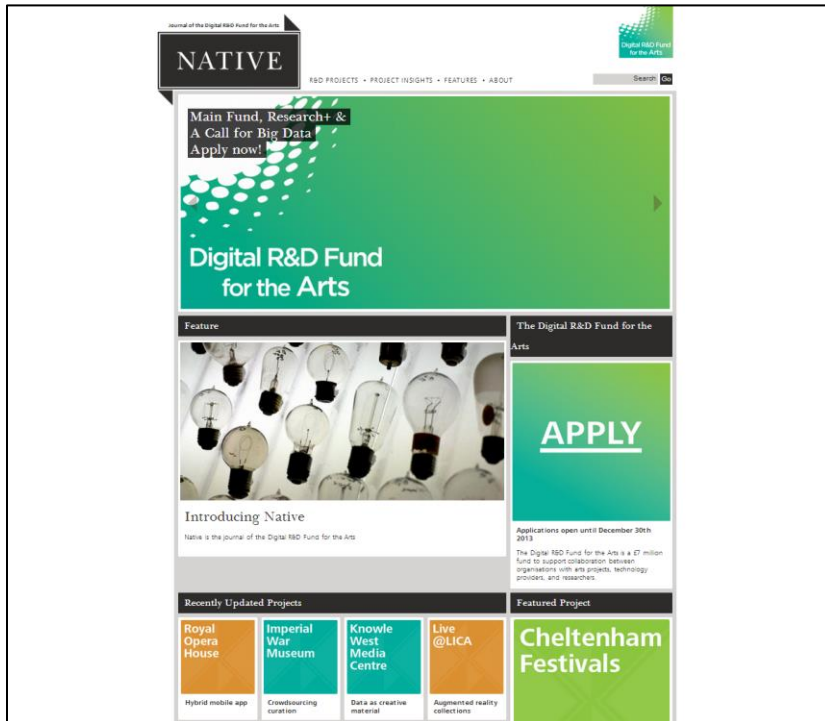 Journal of the Digital R&D Fund for the Arts
NATIVE
Digital R&D Fund
for the Arts
R&D PROJECTS • PROJECT INSIGHTS • FEATURES • ABOUT
Search Go
Main Fund, Research+ &
A Call for Big Data
Apply now!
Digital R&D Fund
for the Arts
Feature
Introducing Native
Native is the journal of the Digital R&D Fund for the Arts
The Digital R&D Fund for the
Arts
APPLY
Applications open until December 30th
2013
The Digital R&D Fund for the Arts is a £7 million
fund to support collaboration between
organisations with arts projects, technology
providers, and researchers.
Recently Updated Projects
Royal
Opera
House
Hybrid mobile app
Imperial
War
Museum
Crowdsourcing
curation
Knowle
West
Media
Centre
Data as creative
material
Live
@LICA
Augmented reality
collections
Featured Project
Cheltenham
Festivals